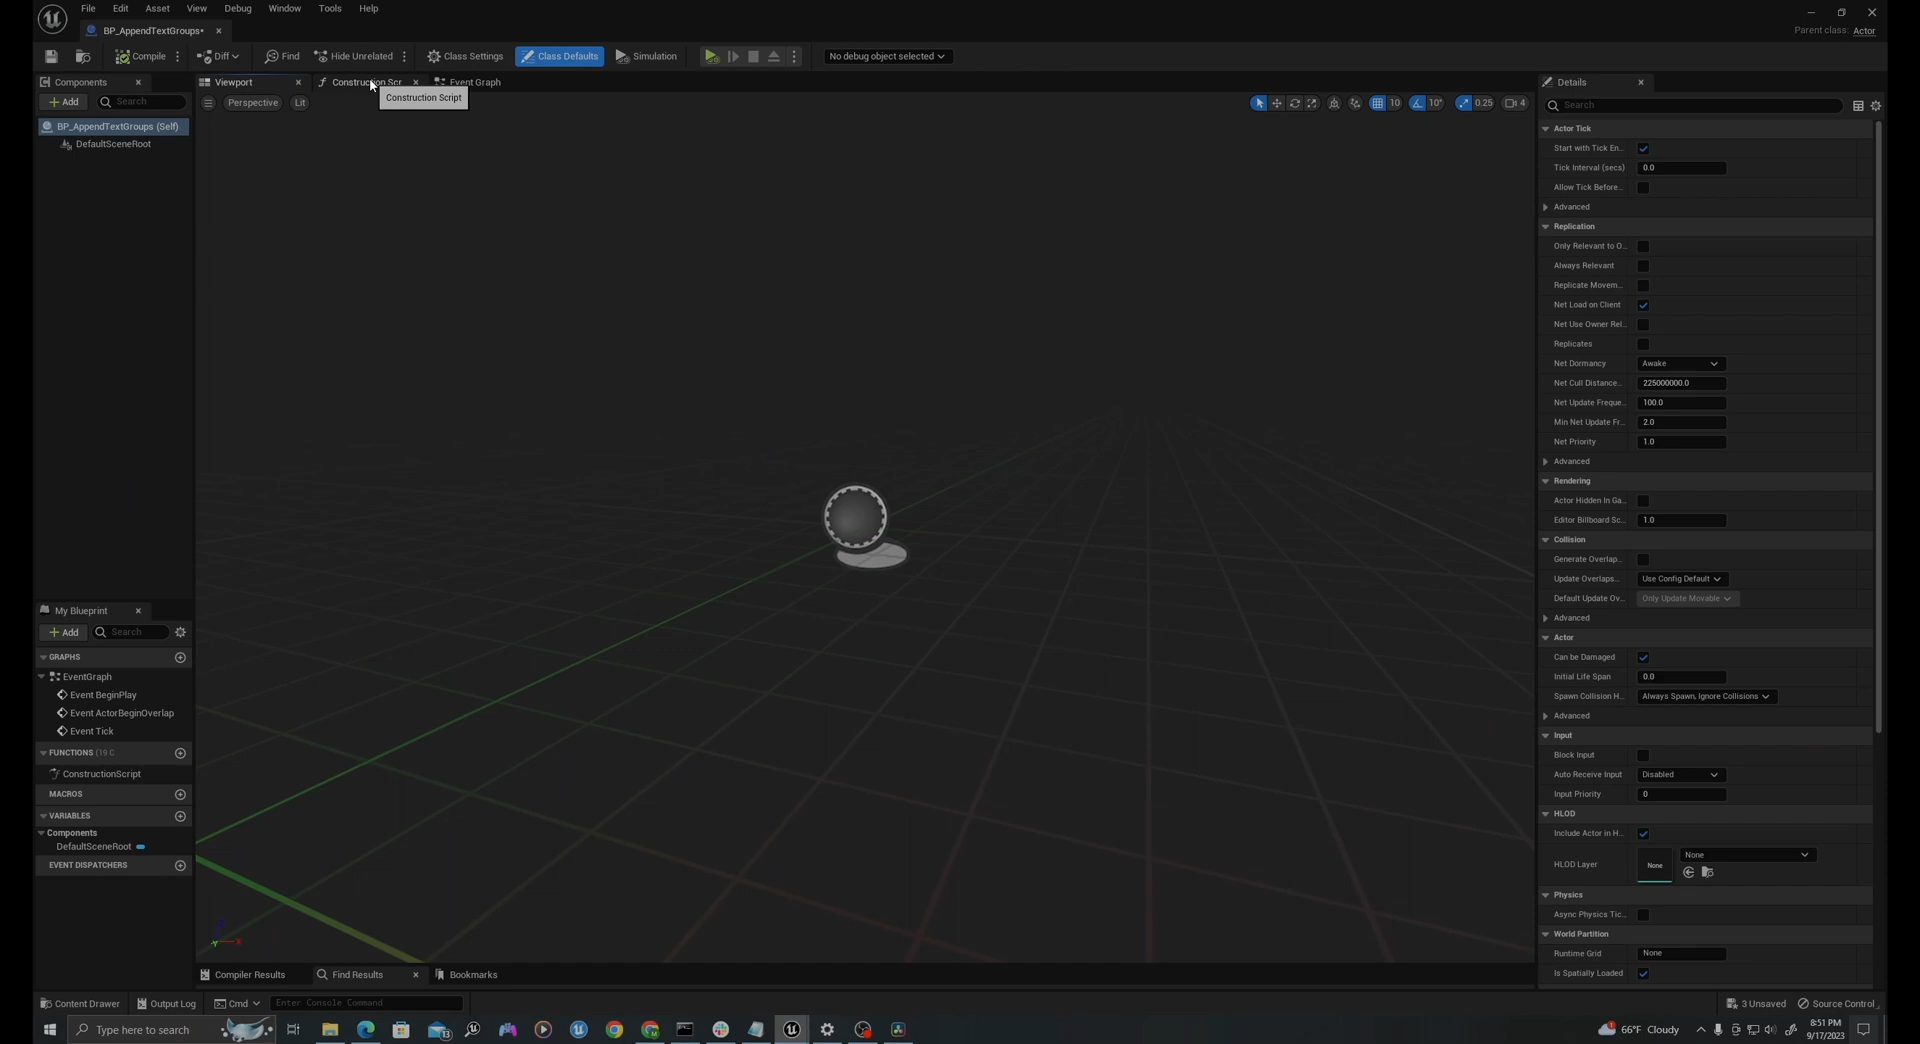 File Edit Asset View Debug Window Tools Help
BP_AppendTextGroups•
Parent class: Actor
Compile Diff Find Hide Unrelated Class Settings Class Defaults Simulation No debug object selected
Components
Viewport
Construction Scr
Event Graph
Details
Add
Search
Construction Script
Perspective
Lit
10
10°
0.25
4
Search
BP_AppendTextGroups (Self)
DefaultSceneRoot
Actor Tick
Start with Tick En...
Tick Interval (secs) 0.0
Allow Tick Before...
Advanced
Replication
Only Relevant to O...
Always Relevant
Replicate Movem...
Net Load on Client
Net Use Owner Rel...
Replicates
Net Dormancy Awake
Net Cull Distance... 225000000.0
Net Update Freque... 100.0
Min Net Update Fr... 2.0
Net Priority 1.0
Advanced
Rendering
Actor Hidden In Ga...
Editor Billboard Sc... 1.0
Collision
Generate Overlap...
Update Overlaps... Use Config Default
Default Update Ov... Only Update Movable
Advanced
Actor
Can be Damaged
Initial Life Span 0.0
Spawn Collision H... Always Spawn, Ignore Collisions
Advanced
Input
Block Input
Auto Receive Input Disabled
Input Priority 0
HLOD
Include Actor in H...
HLOD Layer None None
Physics
Async Physics Tic...
World Partition
Runtime Grid None
Is Spatially Loaded
My Blueprint
Add
Search
GRAPHS
EventGraph
Event BeginPlay
Event ActorBeginOverlap
Event Tick
FUNCTIONS (19 C
ConstructionScript
MACROS
VARIABLES
Components
DefaultSceneRoot
EVENT DISPATCHERS
X
Compiler Results
Find Results
Bookmarks
Content Drawer
Output Log
Cmd
Enter Console Command
3 Unsaved
Source Control
Type here to search
13
66°F Cloudy
8:51 PM
9/17/2023